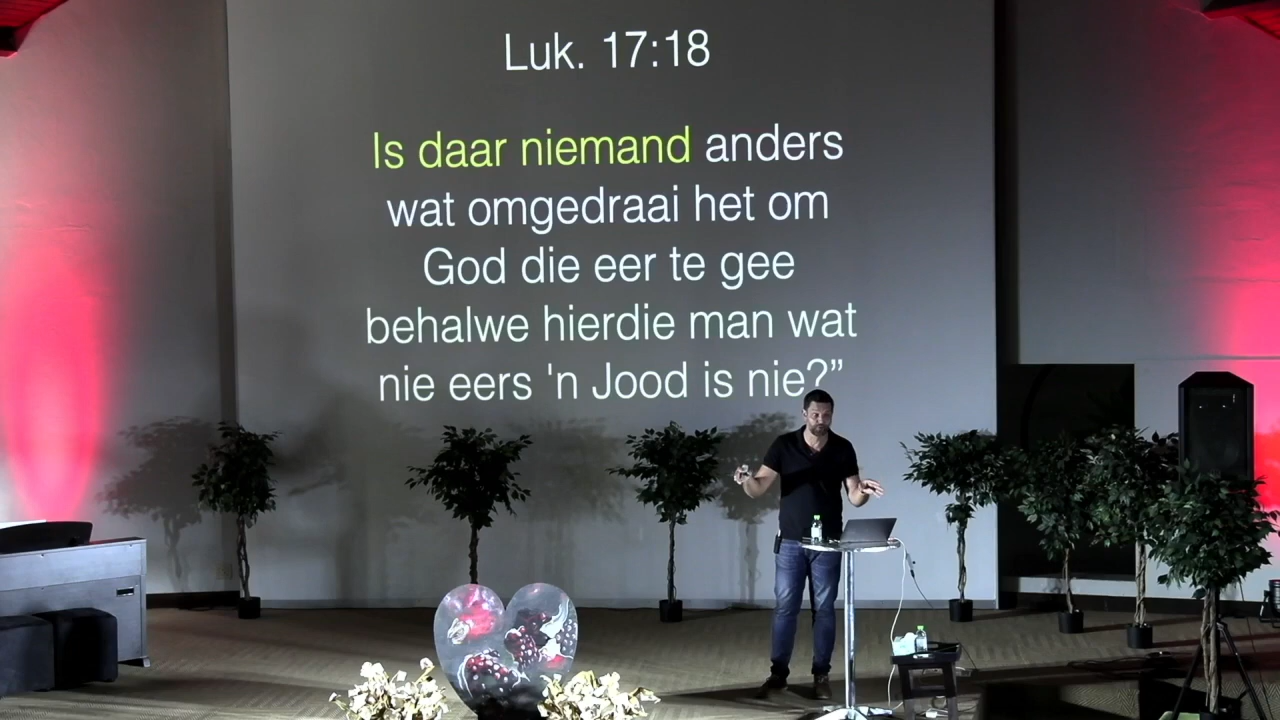 Luk. 17:18
Is daar niemand anders
wat omgedraai het om
God die eer te gee
behalwe hierdie man wat
nie eers 'n Jood is nie?”